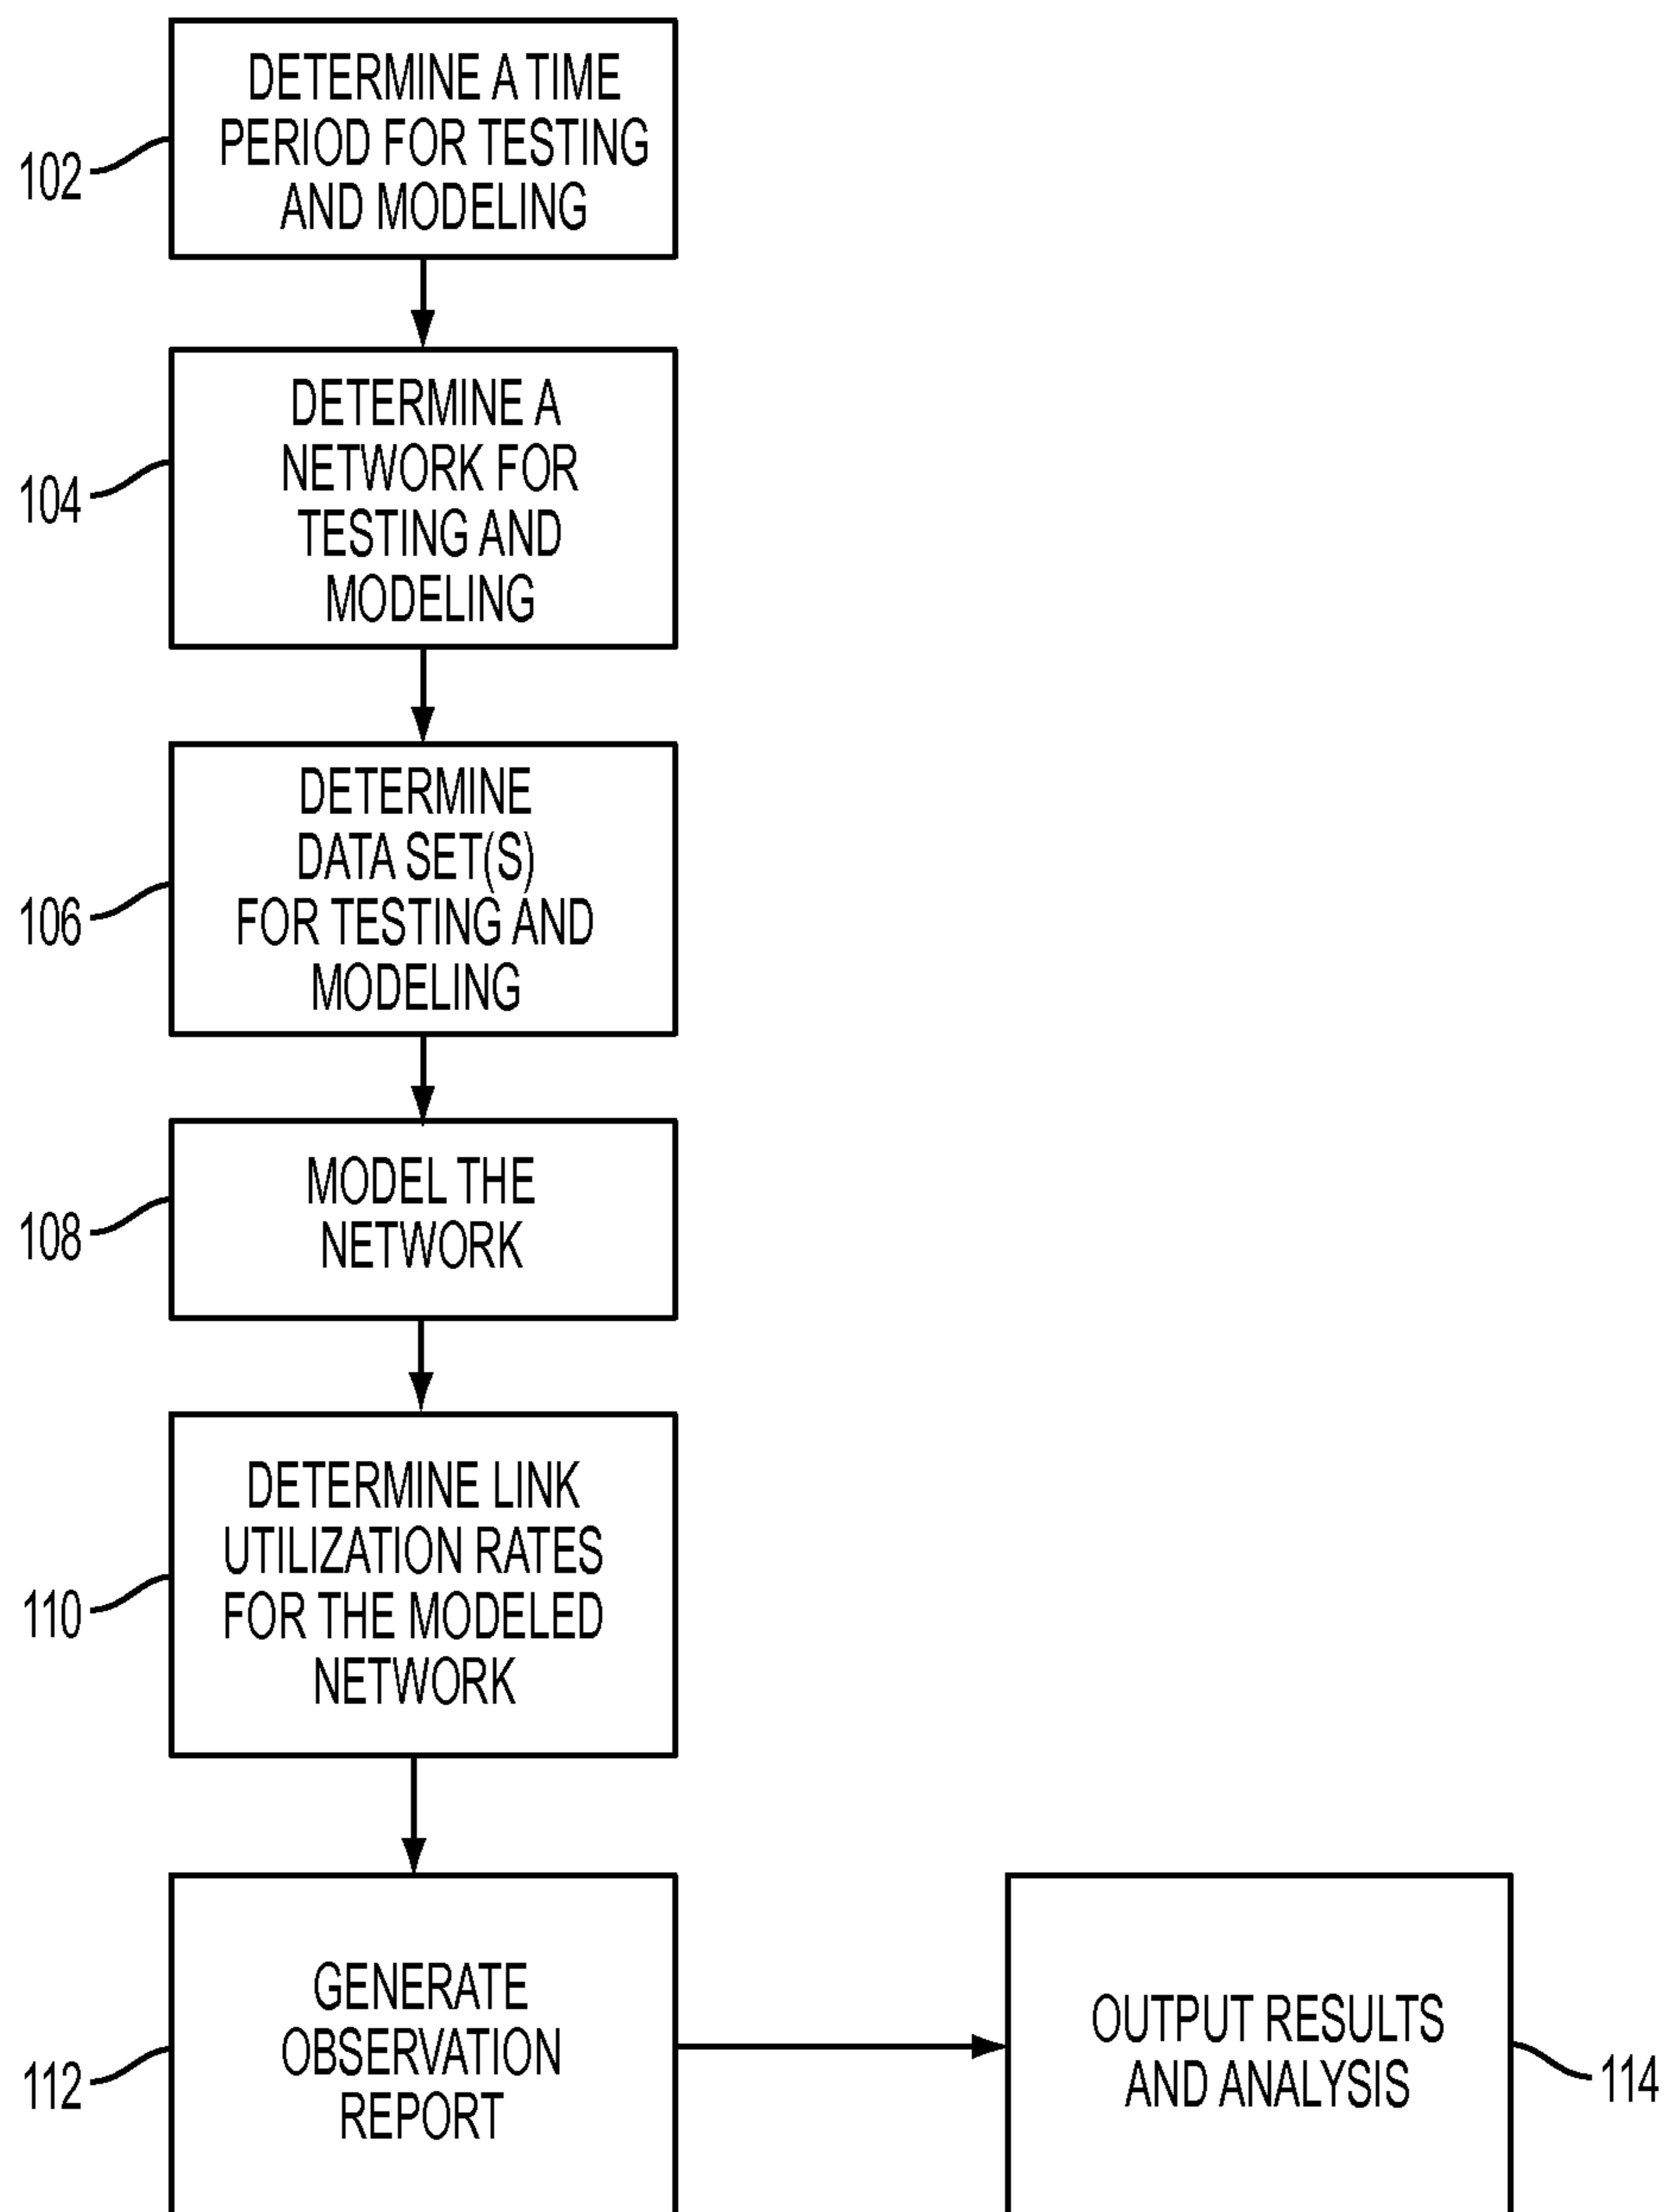 DETERMINE A TIME
PERIOD FOR TESTING
AND MODELING
102
DETERMINE A
NETWORK FOR
TESTING AND
MODELING
104
DETERMINE
DATA SET(S)
FOR TESTING AND
MODELING
106
MODEL THE
NETWORK
108
DETERMINE LINK
UTILIZATION RATES
FOR THE MODELED
NETWORK
110
GENERATE
OBSERVATION
REPORT
112
OUTPUT RESULTS
AND ANALYSIS
114